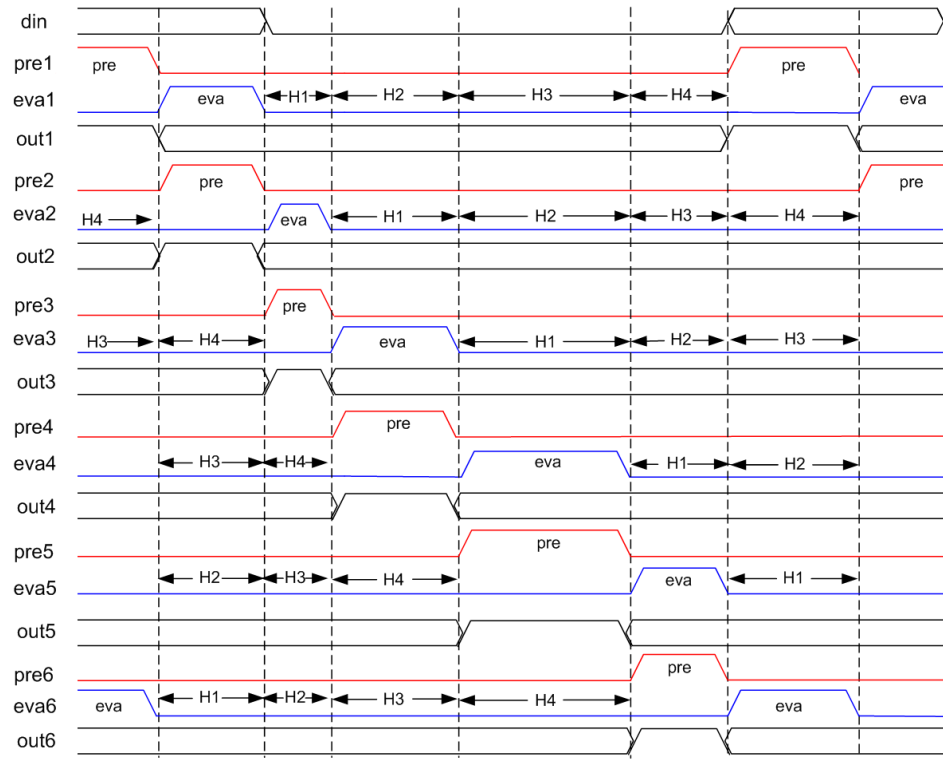 din
pre1 pre pre
eva1 eva H1 H2 H3 H4 eva
out1
pre2 pre pre
eva2 H4 eva H1 H2 H3 H4
out2
pre3 pre
eva3 H3 H4 eva H1 H2 H3
out3
pre4 pre
eva4 H3 H4 eva H1 H2
out4
pre5 pre
eva5 H2 H3 H4 eva H1
out5
pre6 pre
eva6 eva H1 H2 H3 H4 eva
out6